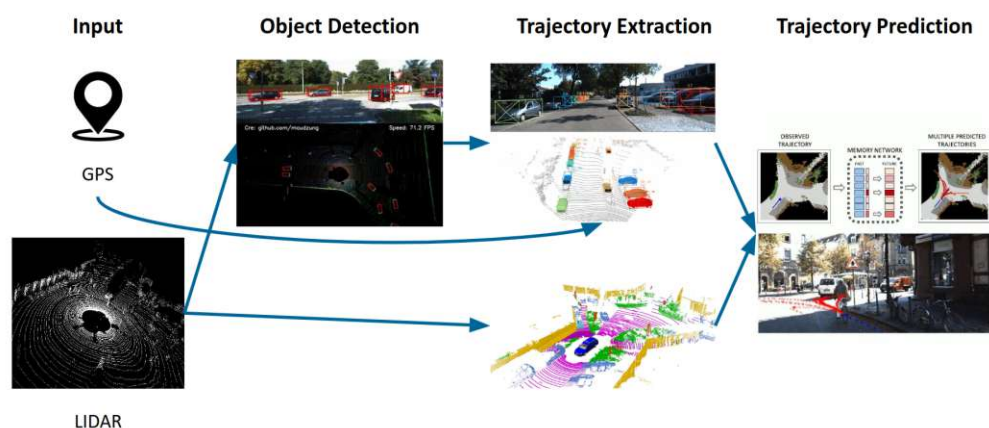 Input
Object Detection
Trajectory Extraction
Trajectory Prediction
GPS
Cre: github.com/maudzung
Speed: 71.2 FPS
OBSERVED
TRAJECTORY
MEMORY NETWORK
PAST
FUTURE
MULTIPLE PREDICTED
TRAJECTORIES
LIDAR